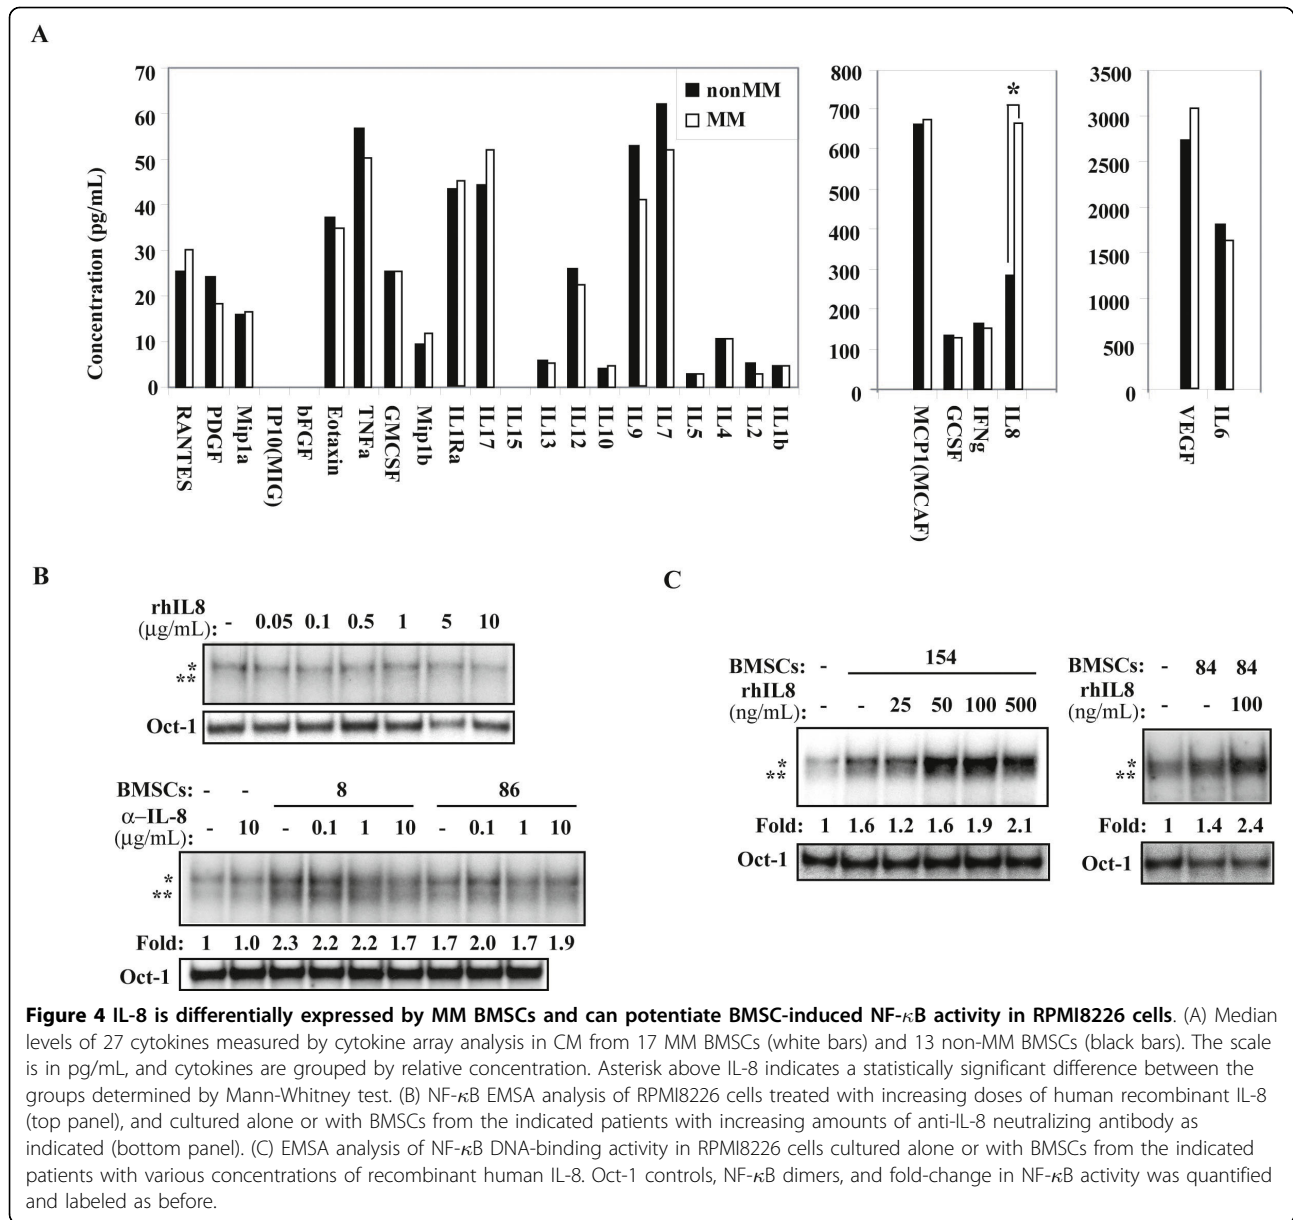 A
70
60
50
40
30
20
10
0
Concentration (pg/mL)
nonMM
MM
RANTES
PDGF
Mip1a
IP10(MIG)
bFGF
Eotaxin
TNFa
GMCSF
Mip1b
IL1Ra
IL17
IL15
IL13
IL12
IL10
IL9
IL7
IL5
IL4
IL2
IL1b
800
700
600
500
400
300
200
100
0
*
MCP1(MCAF)
GCSF
IFNg
IL8
3500
3000
2500
2000
1500
1000
500
0
VEGF
IL6
B
rhIL8
(µg/mL): - 0.05 0.1 0.5 1 5 10
*
**
Oct-1
BMSCs: - - 8 86
α-IL-8
(µg/mL): - 10 - 0.1 1 10 - 0.1 1 10
*
**
Fold: 1 1.0 2.3 2.2 2.2 1.7 1.7 2.0 1.7 1.9
Oct-1
C
BMSCs: - 154
rhIL8
(ng/mL): - - 25 50 100 500
*
**
Fold: 1 1.6 1.2 1.6 1.9 2.1
Oct-1
BMSCs: - 84 84
rhIL8
(ng/mL): - - 100
*
**
Fold: 1 1.4 2.4
Oct-1
Figure 4 IL-8 is differentially expressed by MM BMSCs and can potentiate BMSC-induced NF-κB activity in RPMI8226 cells. (A) Median
levels of 27 cytokines measured by cytokine array analysis in CM from 17 MM BMSCs (white bars) and 13 non-MM BMSCs (black bars). The scale
is in pg/mL, and cytokines are grouped by relative concentration. Asterisk above IL-8 indicates a statistically significant difference between the
groups determined by Mann-Whitney test. (B) NF-κB EMSA analysis of RPMI8226 cells treated with increasing doses of human recombinant IL-8
(top panel), and cultured alone or with BMSCs from the indicated patients with increasing amounts of anti-IL-8 neutralizing antibody as
indicated (bottom panel). (C) EMSA analysis of NF-κB DNA-binding activity in RPMI8226 cells cultured alone or with BMSCs from the indicated
patients with various concentrations of recombinant human IL-8. Oct-1 controls, NF-κB dimers, and fold-change in NF-κB activity was quantified
and labeled as before.